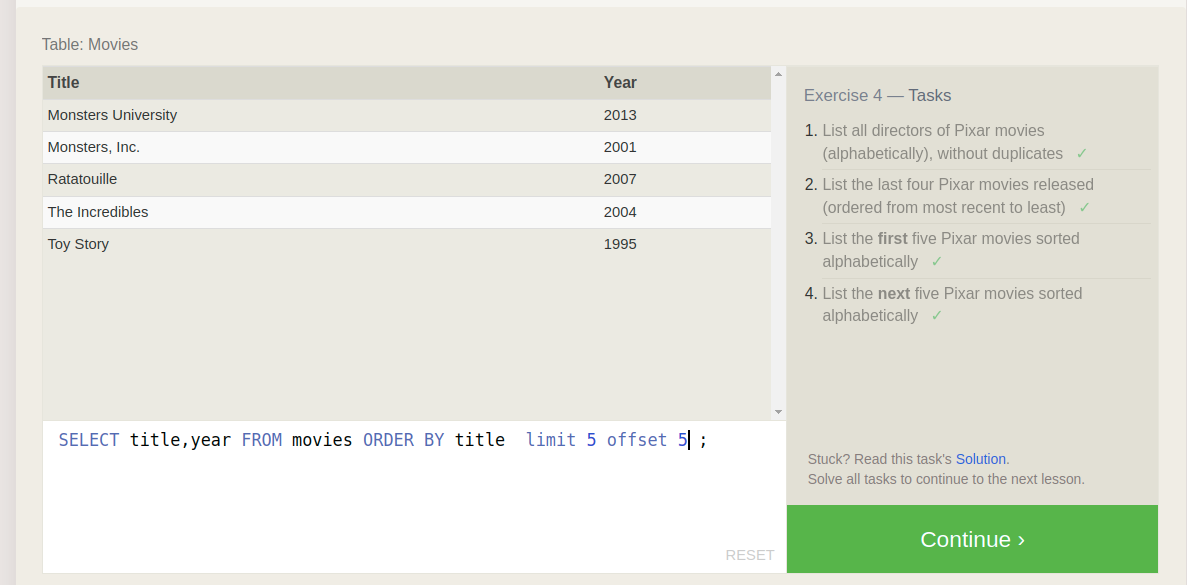 Table: Movies
Title Year
Monsters University 2013
Monsters, Inc. 2001
Ratatouille 2007
The Incredibles 2004
Toy Story 1995
SELECT title,year FROM movies ORDER BY title  limit 5 offset 5 ;
RESET
Exercise 4 — Tasks
1. List all directors of Pixar movies
(alphabetically), without duplicates ✓
2. List the last four Pixar movies released
(ordered from most recent to least) ✓
3. List the first five Pixar movies sorted
alphabetically ✓
4. List the next five Pixar movies sorted
alphabetically ✓
Stuck? Read this task's Solution.
Solve all tasks to continue to the next lesson.
Continue ›